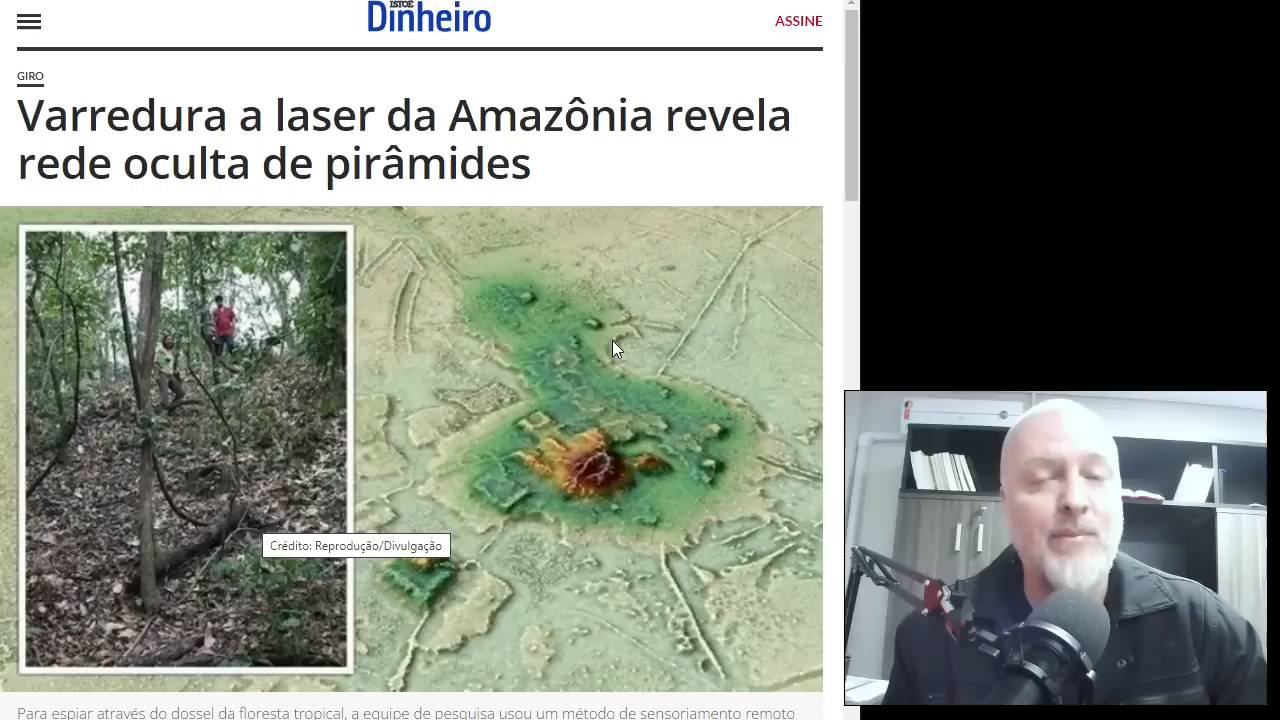 ISTOÉ
Dinheiro
ASSINE
GIRO
Varredura a laser da Amazônia revela
rede oculta de pirâmides
Crédito: Reprodução/Divulgação
Para espiar através do dossel da floresta tropical, a equipe de pesquisa usou um método de sensoriamento remoto